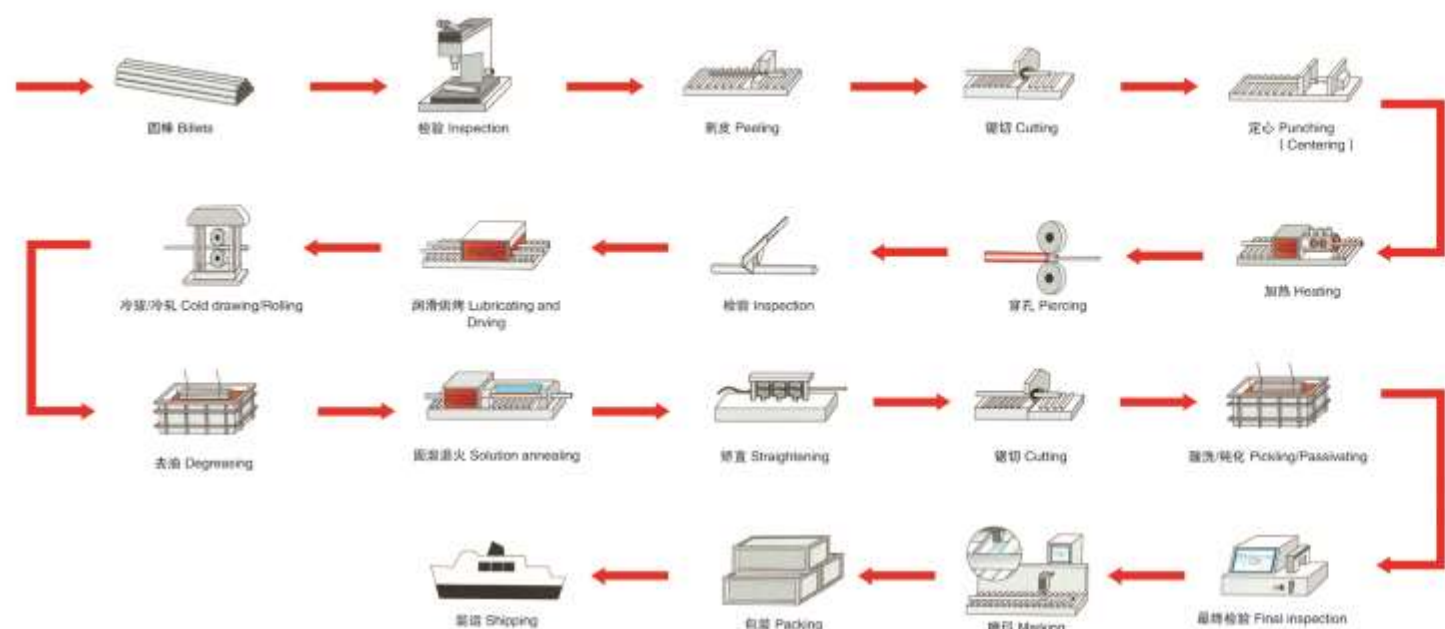 圆棒 Billets
检验 Inspection
剥皮 Peeling
锯切 Cutting
定心 Punching
[ Centering ]
加热 Heating
穿孔 Piercing
检验 Inspection
润滑烘烤 Lubricating and
Drving
冷拔/冷轧 Cold drawing/Rolling
去油 Degreasing
固溶退火 Solution annealing
矫直 Straightening
锯切 Cutting
酸洗/钝化 Pickling/Passivating
最终检验 Final inspection
Marking
包装 Packing
装运 Shipping